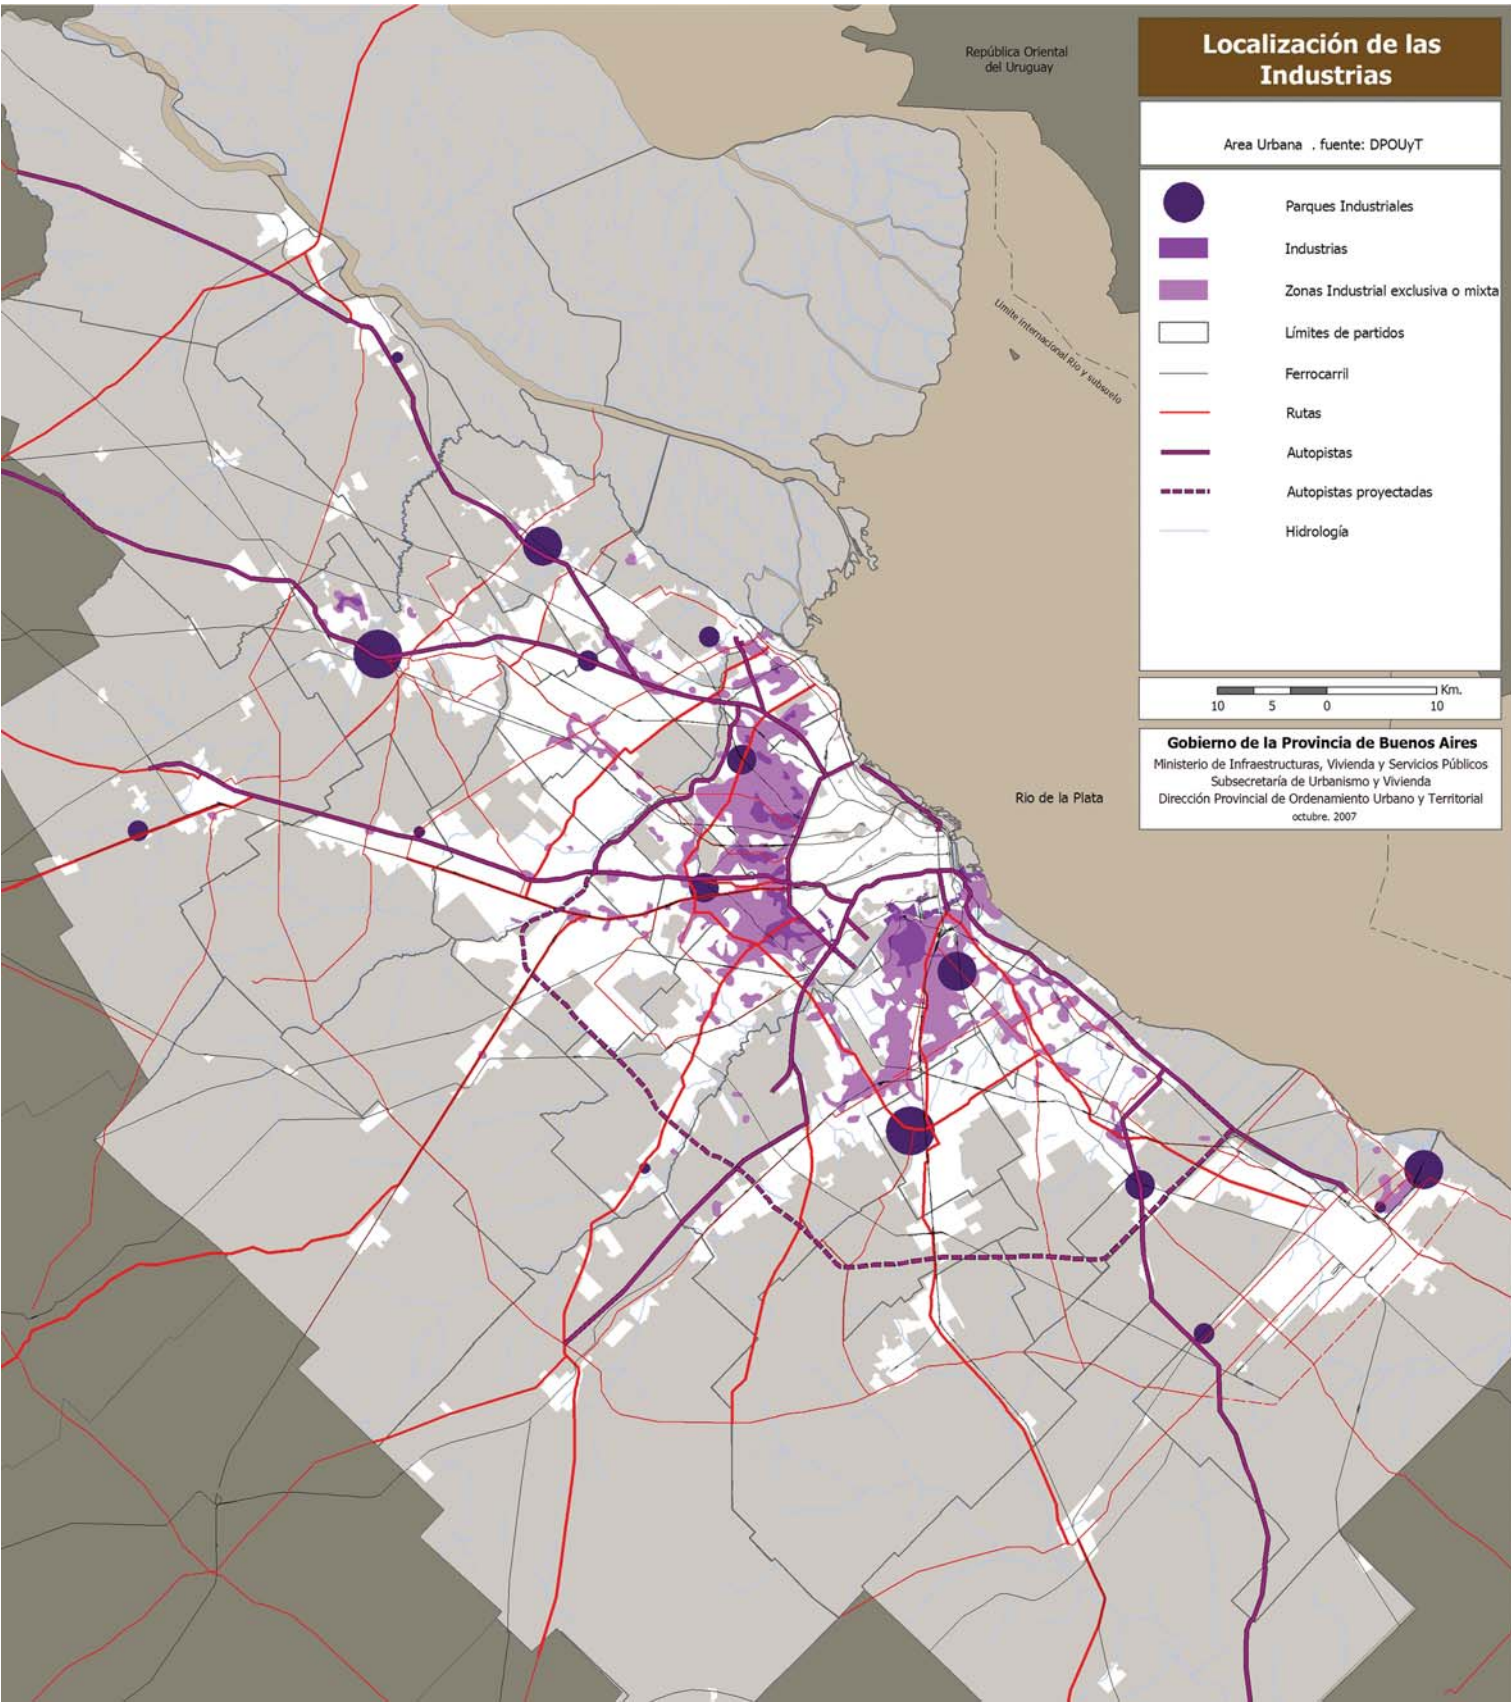 República Oriental
del Uruguay
Localización de las
Industrias
Area Urbana . fuente: DPOUyT
Parques Industriales
Industrias
Zonas Industrial exclusiva o mixta
Límites de partidos
Ferrocarril
Rutas
Autopistas
Autopistas proyectadas
Hidrología
Límite internacional Río y subsuelo
Km.
10 5 0 10
Gobierno de la Provincia de Buenos Aires
Ministerio de Infraestructuras, Vivienda y Servicios Públicos
Subsecretaría de Urbanismo y Vivienda
Dirección Provincial de Ordenamiento Urbano y Territorial
octubre. 2007
Rio de la Plata